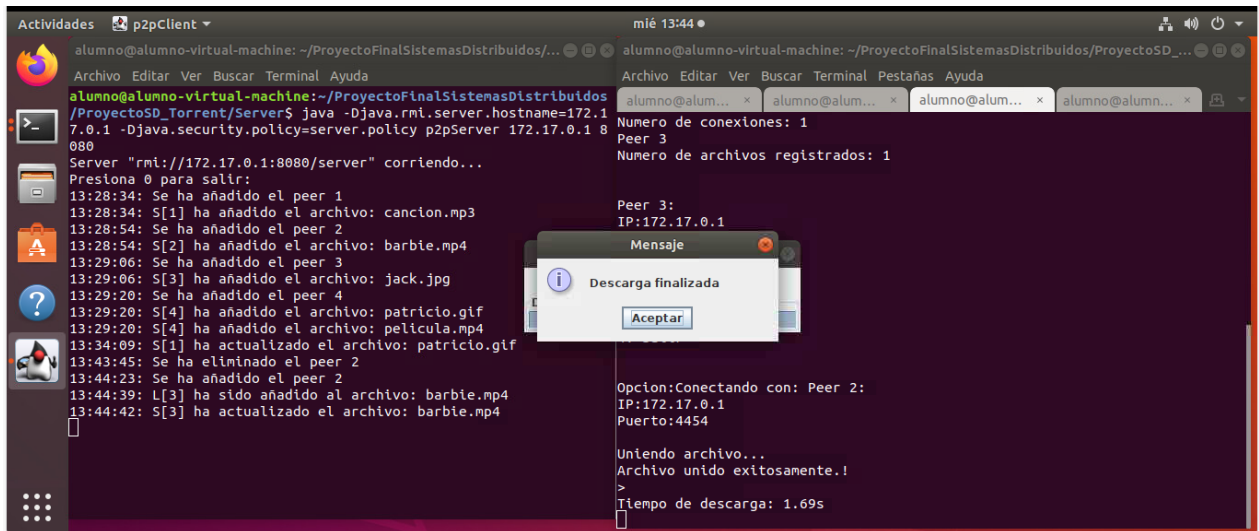 Actividades p2pClient mié 13:44
alumno@alumno-virtual-machine: ~/ProyectoFinalSistemasDistribuidos/...
Archivo Editar Ver Buscar Terminal Ayuda
alumno@alumno-virtual-machine:~/ProyectoFinalSistemasDistribuidos
/ProyectoSD_Torrent/Server$ java -Djava.rmi.server.hostname=172.1
7.0.1 -Djava.security.policy=server.policy p2pServer 172.17.0.1 8
080
Server "rmi://172.17.0.1:8080/server" corriendo...
Presiona 0 para salir:
13:28:34: Se ha añadido el peer 1
13:28:34: S[1] ha añadido el archivo: cancion.mp3
13:28:54: Se ha añadido el peer 2
13:28:54: S[2] ha añadido el archivo: barbie.mp4
13:29:06: Se ha añadido el peer 3
13:29:06: S[3] ha añadido el archivo: jack.jpg
13:29:20: Se ha añadido el peer 4
13:29:20: S[4] ha añadido el archivo: patricio.gif
13:29:20: S[4] ha añadido el archivo: pelicula.mp4
13:34:09: S[1] ha actualizado el archivo: patricio.gif
13:43:45: Se ha eliminado el peer 2
13:44:23: Se ha añadido el peer 2
13:44:39: L[3] ha sido añadido al archivo: barbie.mp4
13:44:42: S[3] ha actualizado el archivo: barbie.mp4
alumno@alumno-virtual-machine: ~/ProyectoFinalSistemasDistribuidos/ProyectoSD_...
Archivo Editar Ver Buscar Terminal Pestañas Ayuda
alumno@alum... × alumno@alum... × alumno@alum... × alumno@alumn... ×
Numero de conexiones: 1
Peer 3
Numero de archivos registrados: 1
Peer 3:
IP:172.17.0.1
Mensaje
Descarga finalizada
Aceptar
Opcion:Conectando con: Peer 2:
IP:172.17.0.1
Puerto:4454
Uniendo archivo...
Archivo unido exitosamente.!
>
Tiempo de descarga: 1.69s